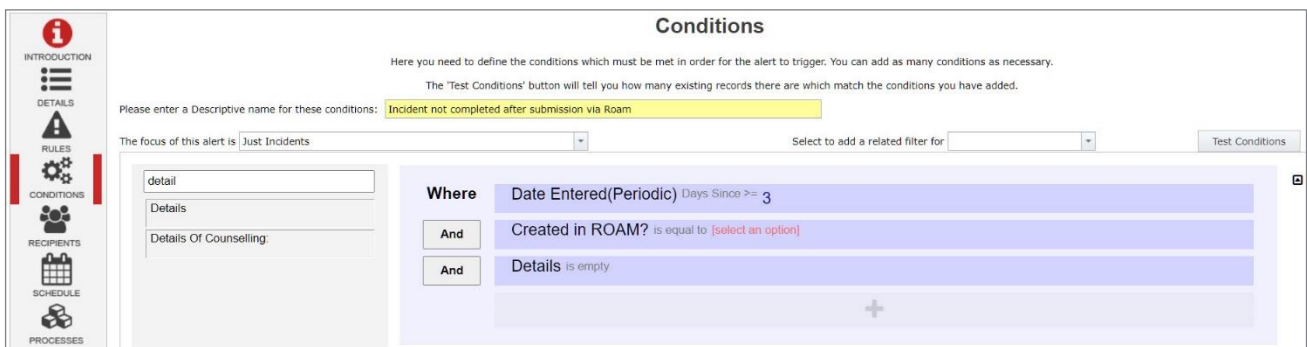 Conditions
INTRODUCTION
Here you need to define the conditions which must be met in order for the alert to trigger. You can add as many conditions as necessary.
The 'Test Conditions' button will tell you how many existing records there are which match the conditions you have added.
DETAILS
Please enter a Descriptive name for these conditions: Incident not completed after submission via Roam
RULES
The focus of this alert is Just Incidents Select to add a related filter for Test Conditions
CONDITIONS
detail
Details
Details Of Counselling:
Where Date Entered(Periodic) Days Since >= 3
And Created in ROAM? is equal to [select an option]
And Details is empty
RECIPIENTS
SCHEDULE
PROCESSES